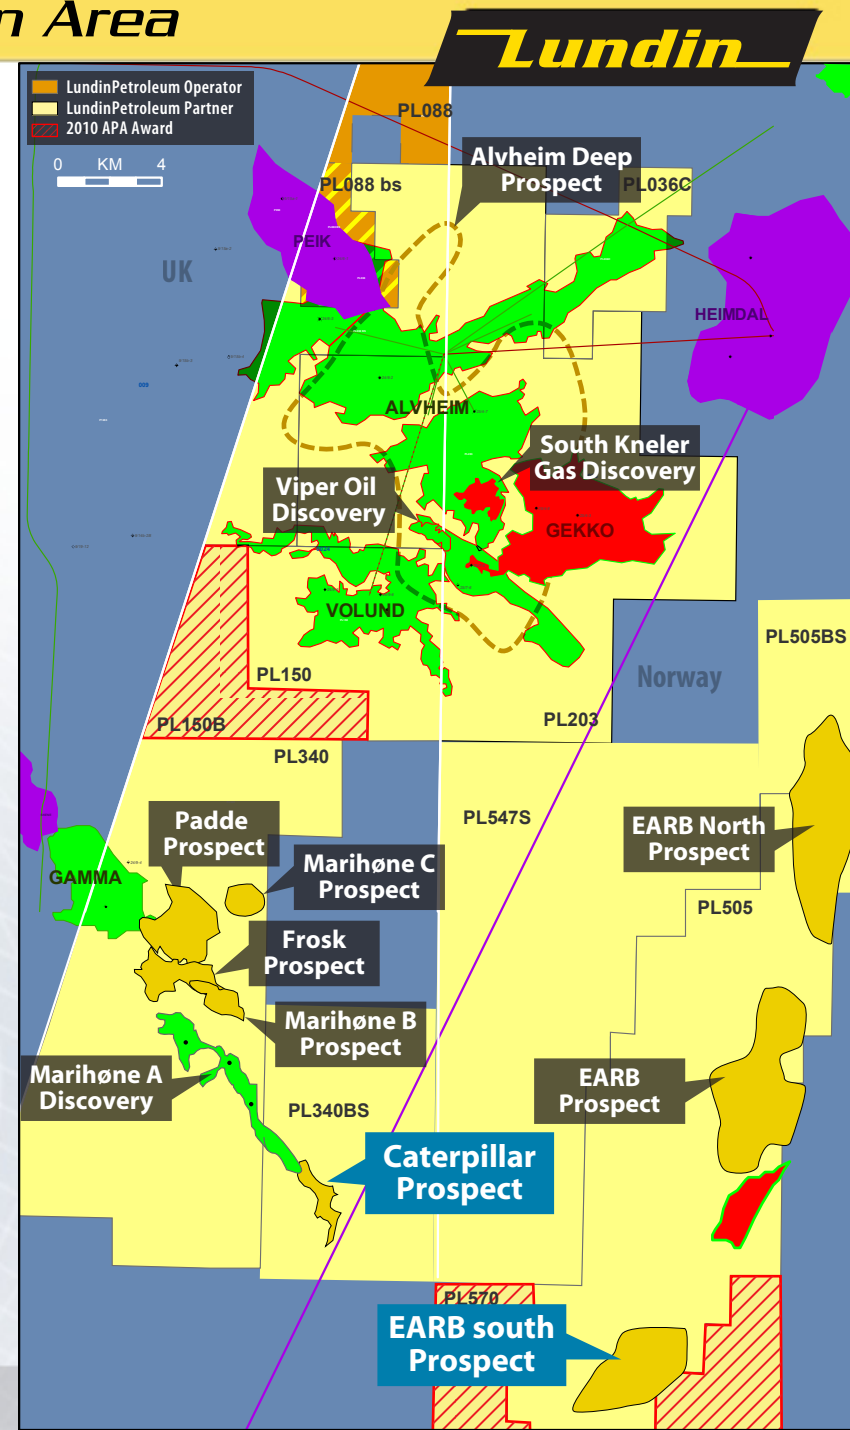 n Area
Lundin
LundinPetroleum Operator
LundinPetroleum Partner
2010 APA Award
0 KM 4
PL088
Alvheim Deep
Prospect
PL088 bs
PL036C
PEIK
UK
HEIMDAL
ALVHEIM
South Kneler
Gas Discovery
Viper Oil
Discovery
GEKKO
VOLUND
PL505BS
PL150
Norway
PL150B
PL203
PL340
PL547S
Padde
Prospect
EARB North
Prospect
Marihøne C
Prospect
GAMMA
PL505
Frosk
Prospect
Marihøne B
Prospect
Marihøne A
Discovery
EARB
Prospect
PL340BS
Caterpillar
Prospect
PL570
EARB south
Prospect